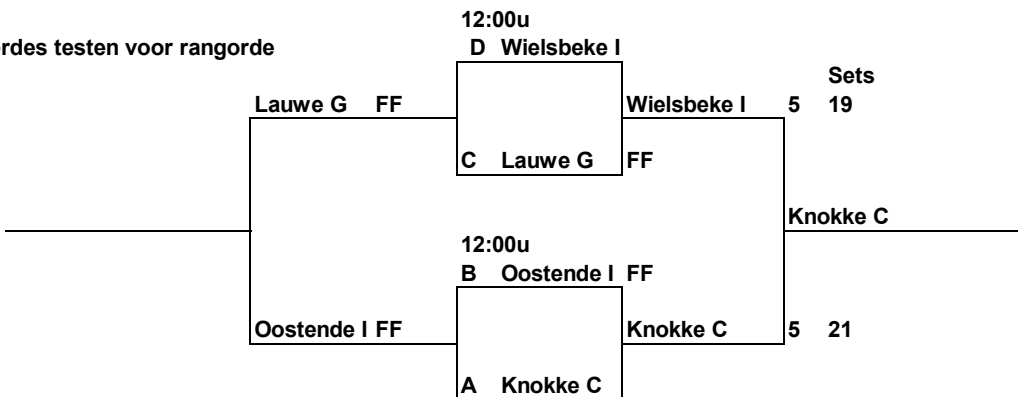 12:00u
rdes testen voor rangorde D Wielsbeke I
Sets
Lauwe G FF Wielsbeke I 5 19
C Lauwe G FF
Knokke C
12:00u
B Oostende I FF
Oostende I FF Knokke C 5 21
A Knokke C